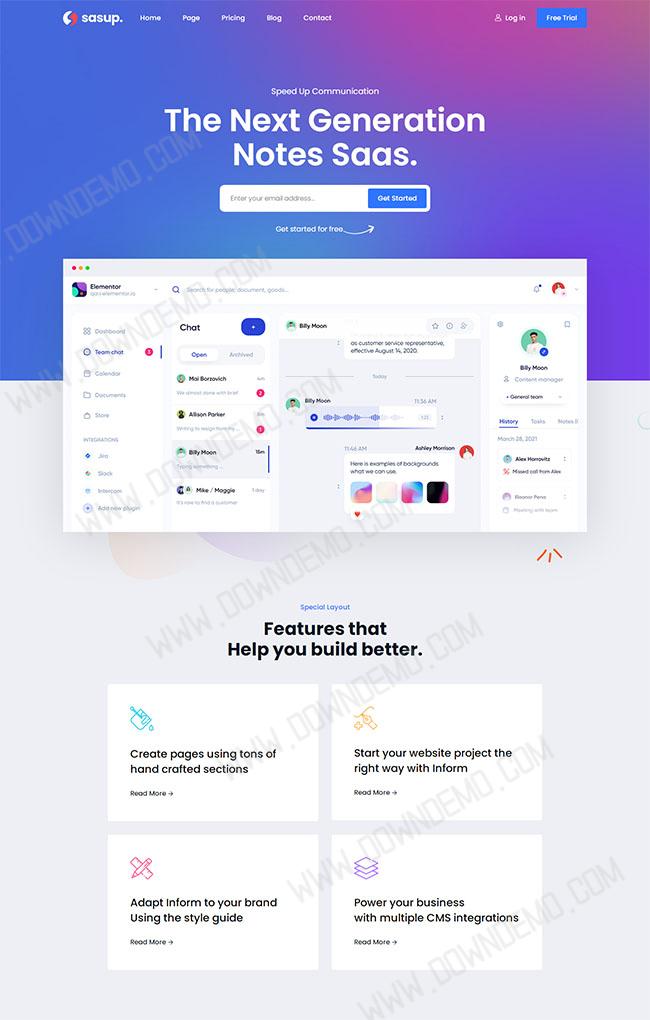 sasup.
Home
Page
Pricing
Blog
Contact
Log in
Free Trial
Speed Up Communication
The Next Generation
Notes Saas.
Enter your email address...
Get Started
Get started for free
Elementor
Search for people, document, goods...
Dashboard
Team chat
3
Calendar
Documents
Store
INTEGRATIONS
Jira
Slack
Intercom
Add new plugin
Chat
+
Open
Archived
Mai Borzovich
4m
We almost done with brief
2
Allison Parker
8m
Writing to resign from my
1
Billy Moon
15m
Typing something ...
Mike / Maggie
1 day
It's nice to find a customer
Billy Moon
as customer service representative,
effective August 14, 2020.
Today
Billy Moon
11:36 AM
1:23
11:46 AM
Ashley Morrison
Here is examples of backgrounds
what we can use.
Billy Moon
Content manager
General team
History
Tasks
Notes
March 28, 2021
Alex Horrovitz
Missed call from Alex
Eleanor Pena
Meeting with team
Special Layout
Features that
Help you build better.
Create pages using tons of
hand crafted sections
Read More →
Start your website project the
right way with Inform
Read More →
Adapt Inform to your brand
Using the style guide
Read More →
Power your business
with multiple CMS integrations
Read More →
WWW.DOWNDEMO.COM